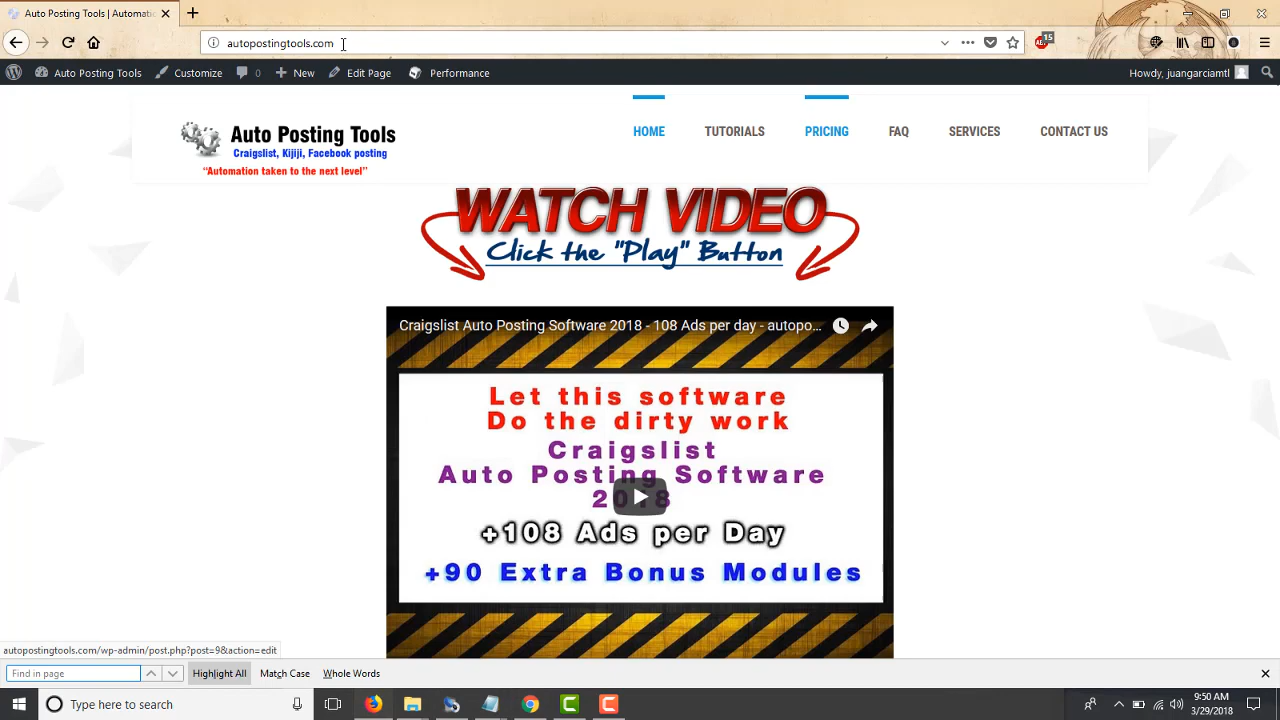 Auto Posting Tools | Automatic
autopostingtools.com
15
Auto Posting Tools
Customize
0
New
Edit Page
Performance
Howdy, juangarciamtl
Auto Posting Tools
Craigslist, Kijiji, Facebook posting
"Automation taken to the next level"
HOME
TUTORIALS
PRICING
FAQ
SERVICES
CONTACT US
WATCH VIDEO
Click the "Play" Button
Craigslist Auto Posting Software 2018 - 108 Ads per day - autopo...
Let this software
Do the dirty work
Craigslist
Auto Posting Software
2018
+108 Ads per Day
+90 Extra Bonus Modules
autopostingtools.com/wp-admin/post.php?post=9&action=edit
Find in page
Highlight All
Match Case
Whole Words
Type here to search
9:50 AM
3/29/2018